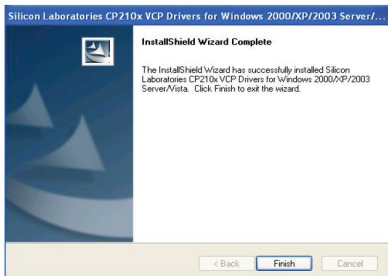 Silicon Laboratories CP210x VCP Drivers for Windows 2000/XP/2003 Server/...
InstallShield Wizard Complete
The InstallShield Wizard has successfully installed Silicon
Laboratories CP210x VCP Drivers for Windows 2000/XP/2003
Server/Vista. Click Finish to exit the wizard.
< Back Finish Cancel